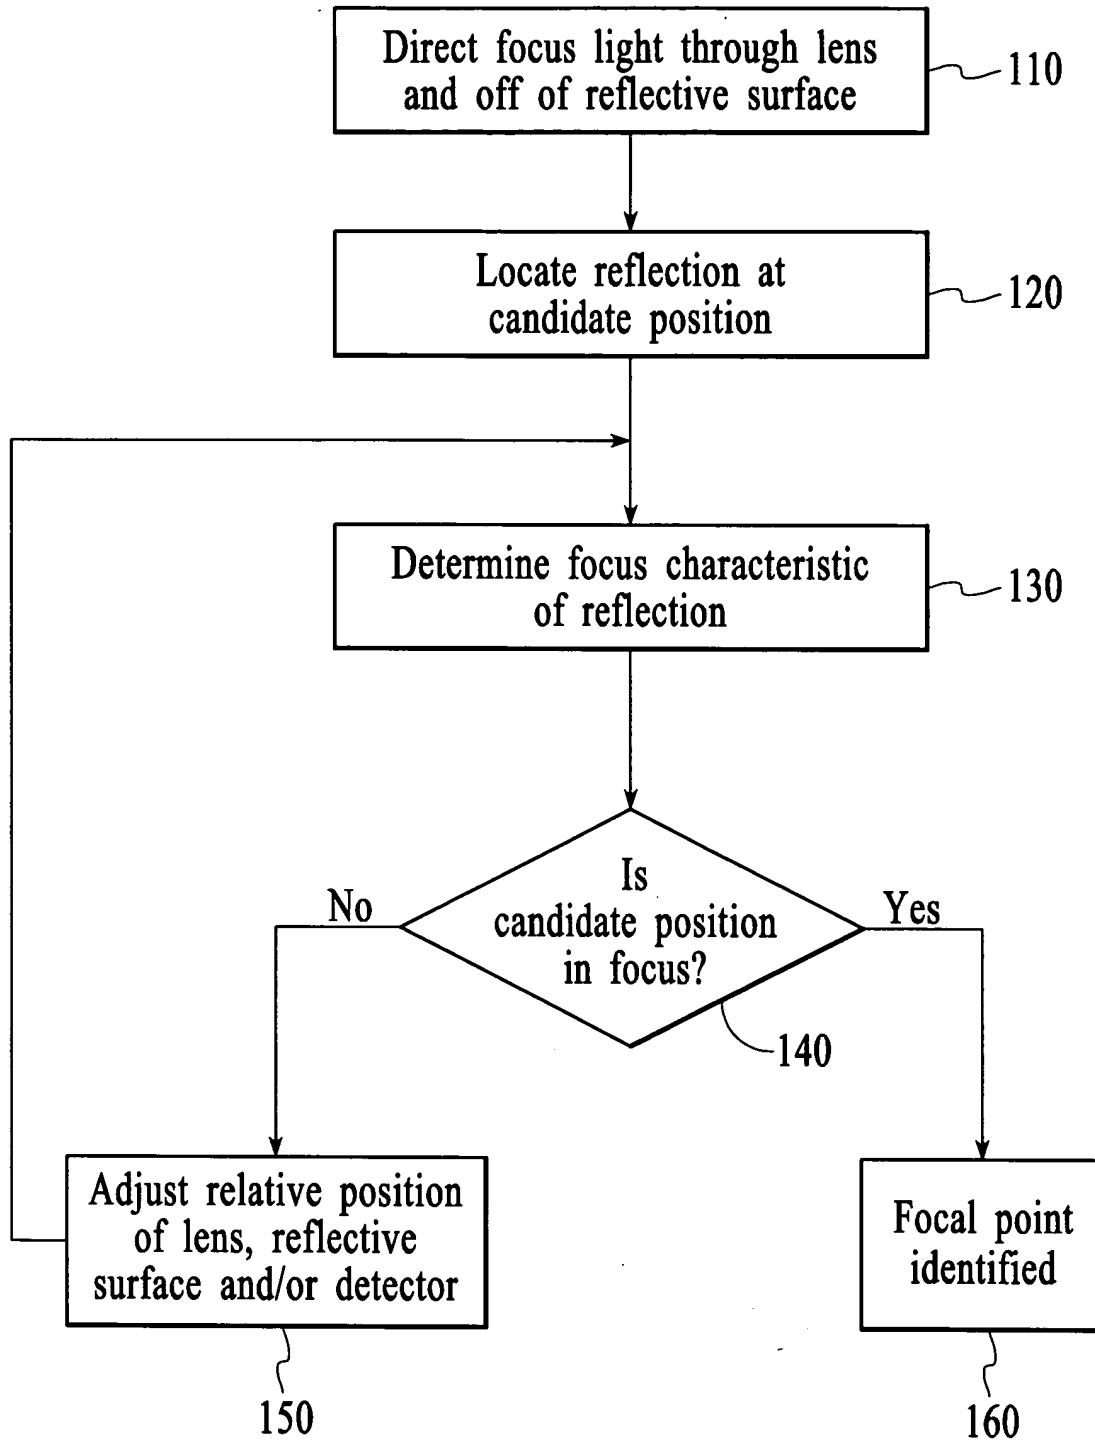 Direct focus light through lens
and off of reflective surface
110
Locate reflection at
candidate position
120
Determine focus characteristic
of reflection
130
Is
candidate position
in focus?
No
Yes
140
Adjust relative position
of lens, reflective
surface and/or detector
150
Focal point
identified
160